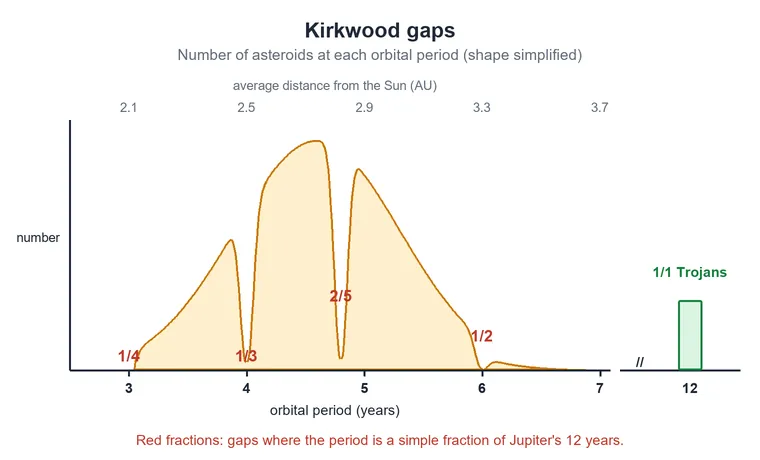 Kirkwood gaps
Number of asteroids at each orbital period (shape simplified)
average distance from the Sun (AU)
2.1 2.5 2.9 3.3 3.7
number
1/1 Trojans
2/5
1/2
1/4 1/3
//
3 4 5 6 7 12
orbital period (years)
Red fractions: gaps where the period is a simple fraction of Jupiter's 12 years.